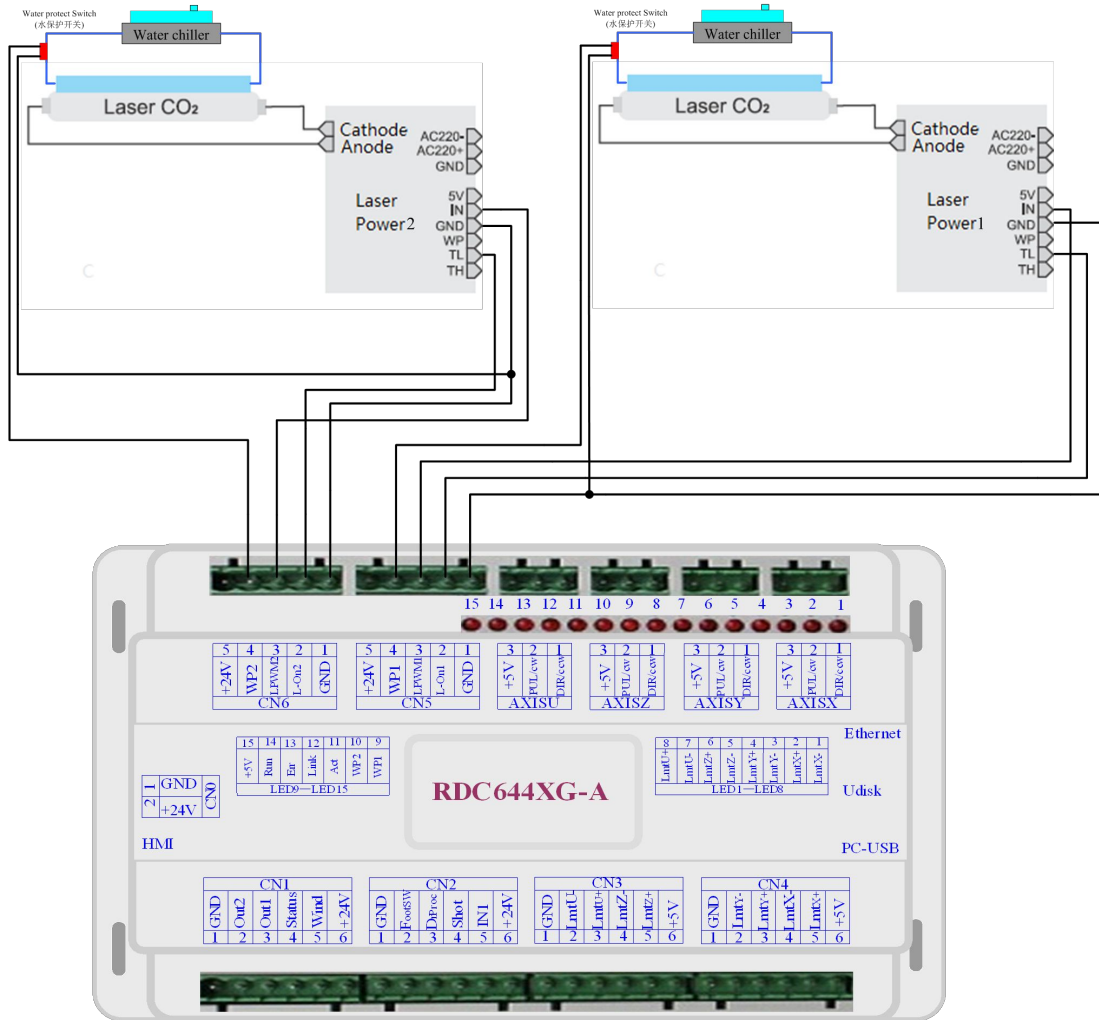 Water protect Switch
(水保护开关)
Water chiller
Laser CO₂
Cathode
Anode
AC220-
AC220+
GND
Laser
Power2
5V
IN
GND
WP
TL
TH
C
Water protect Switch
(水保护开关)
Water chiller
Laser CO₂
Cathode
Anode
AC220-
AC220+
GND
Laser
Power1
5V
IN
GND
WP
TL
TH
C
15 14 13 12 11 10 9 8 7 6 5 4 3 2 1
5 4 3 2 1
+24V WP2 LPWM2 L-On2 GND
CN6
5 4 3 2 1
+24V WP1 LPWM1 L-On1 GND
CN5
3 2 1
+5V PUL/cw DIR/ccw
AXISU
3 2 1
+5V PUL/cw DIR/ccw
AXISZ
3 2 1
+5V PUL/cw DIR/ccw
AXISY
3 2 1
+5V PUL/cw DIR/ccw
AXISX
Ethernet
15 14 13 12 11 10 9
+5V Run Err Link Act WP2 WP1
LED9—LED15
RDC644XG-A
8 7 6 5 4 3 2 1
LmtU+ LmtU- LmtZ+ LmtZ- LmtY+ LmtY- LmtX+ LmtX-
LED1—LED8
1 GND
2 +24V
CN0
Udisk
HMI
PC-USB
CN1
GND Out2 Out1 Status Wind +24V
1 2 3 4 5 6
CN2
GND FootSW DrProc Shot IN1 +24V
1 2 3 4 5 6
CN3
GND LmtU- LmtU+ LmtZ- LmtZ+ +5V
1 2 3 4 5 6
CN4
GND LmtY- LmtY+ LmtX- LmtX+ +5V
1 2 3 4 5 6